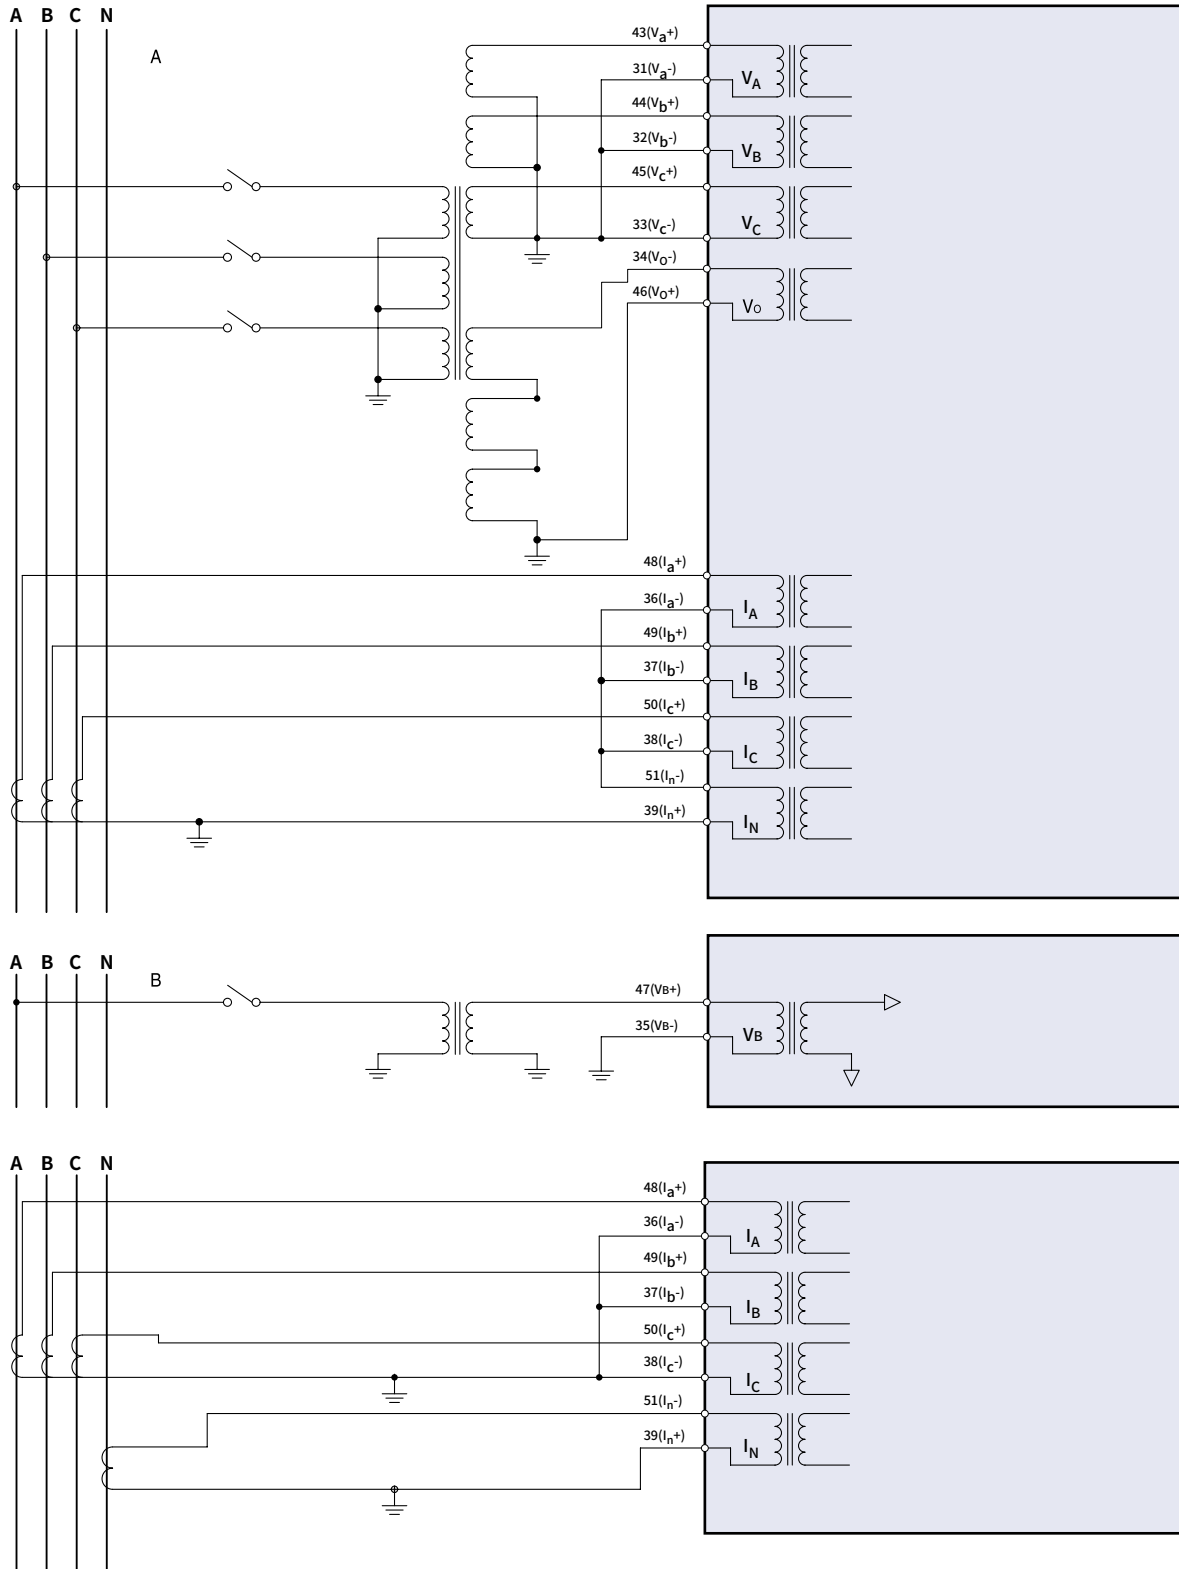 A B C N
A
43(Va+)
31(Va-)
VA
44(Vb+)
32(Vb-)
VB
45(Vc+)
33(Vc-)
VC
34(Vo-)
46(Vo+)
Vo
48(Ia+)
36(Ia-)
IA
49(Ib+)
37(Ib-)
IB
50(Ic+)
38(Ic-)
IC
51(In-)
39(In+)
IN
A B C N
B
47(VB+)
35(VB-)
VB
A B C N
48(Ia+)
36(Ia-)
IA
49(Ib+)
37(Ib-)
IB
50(Ic+)
38(Ic-)
IC
51(In-)
39(In+)
IN